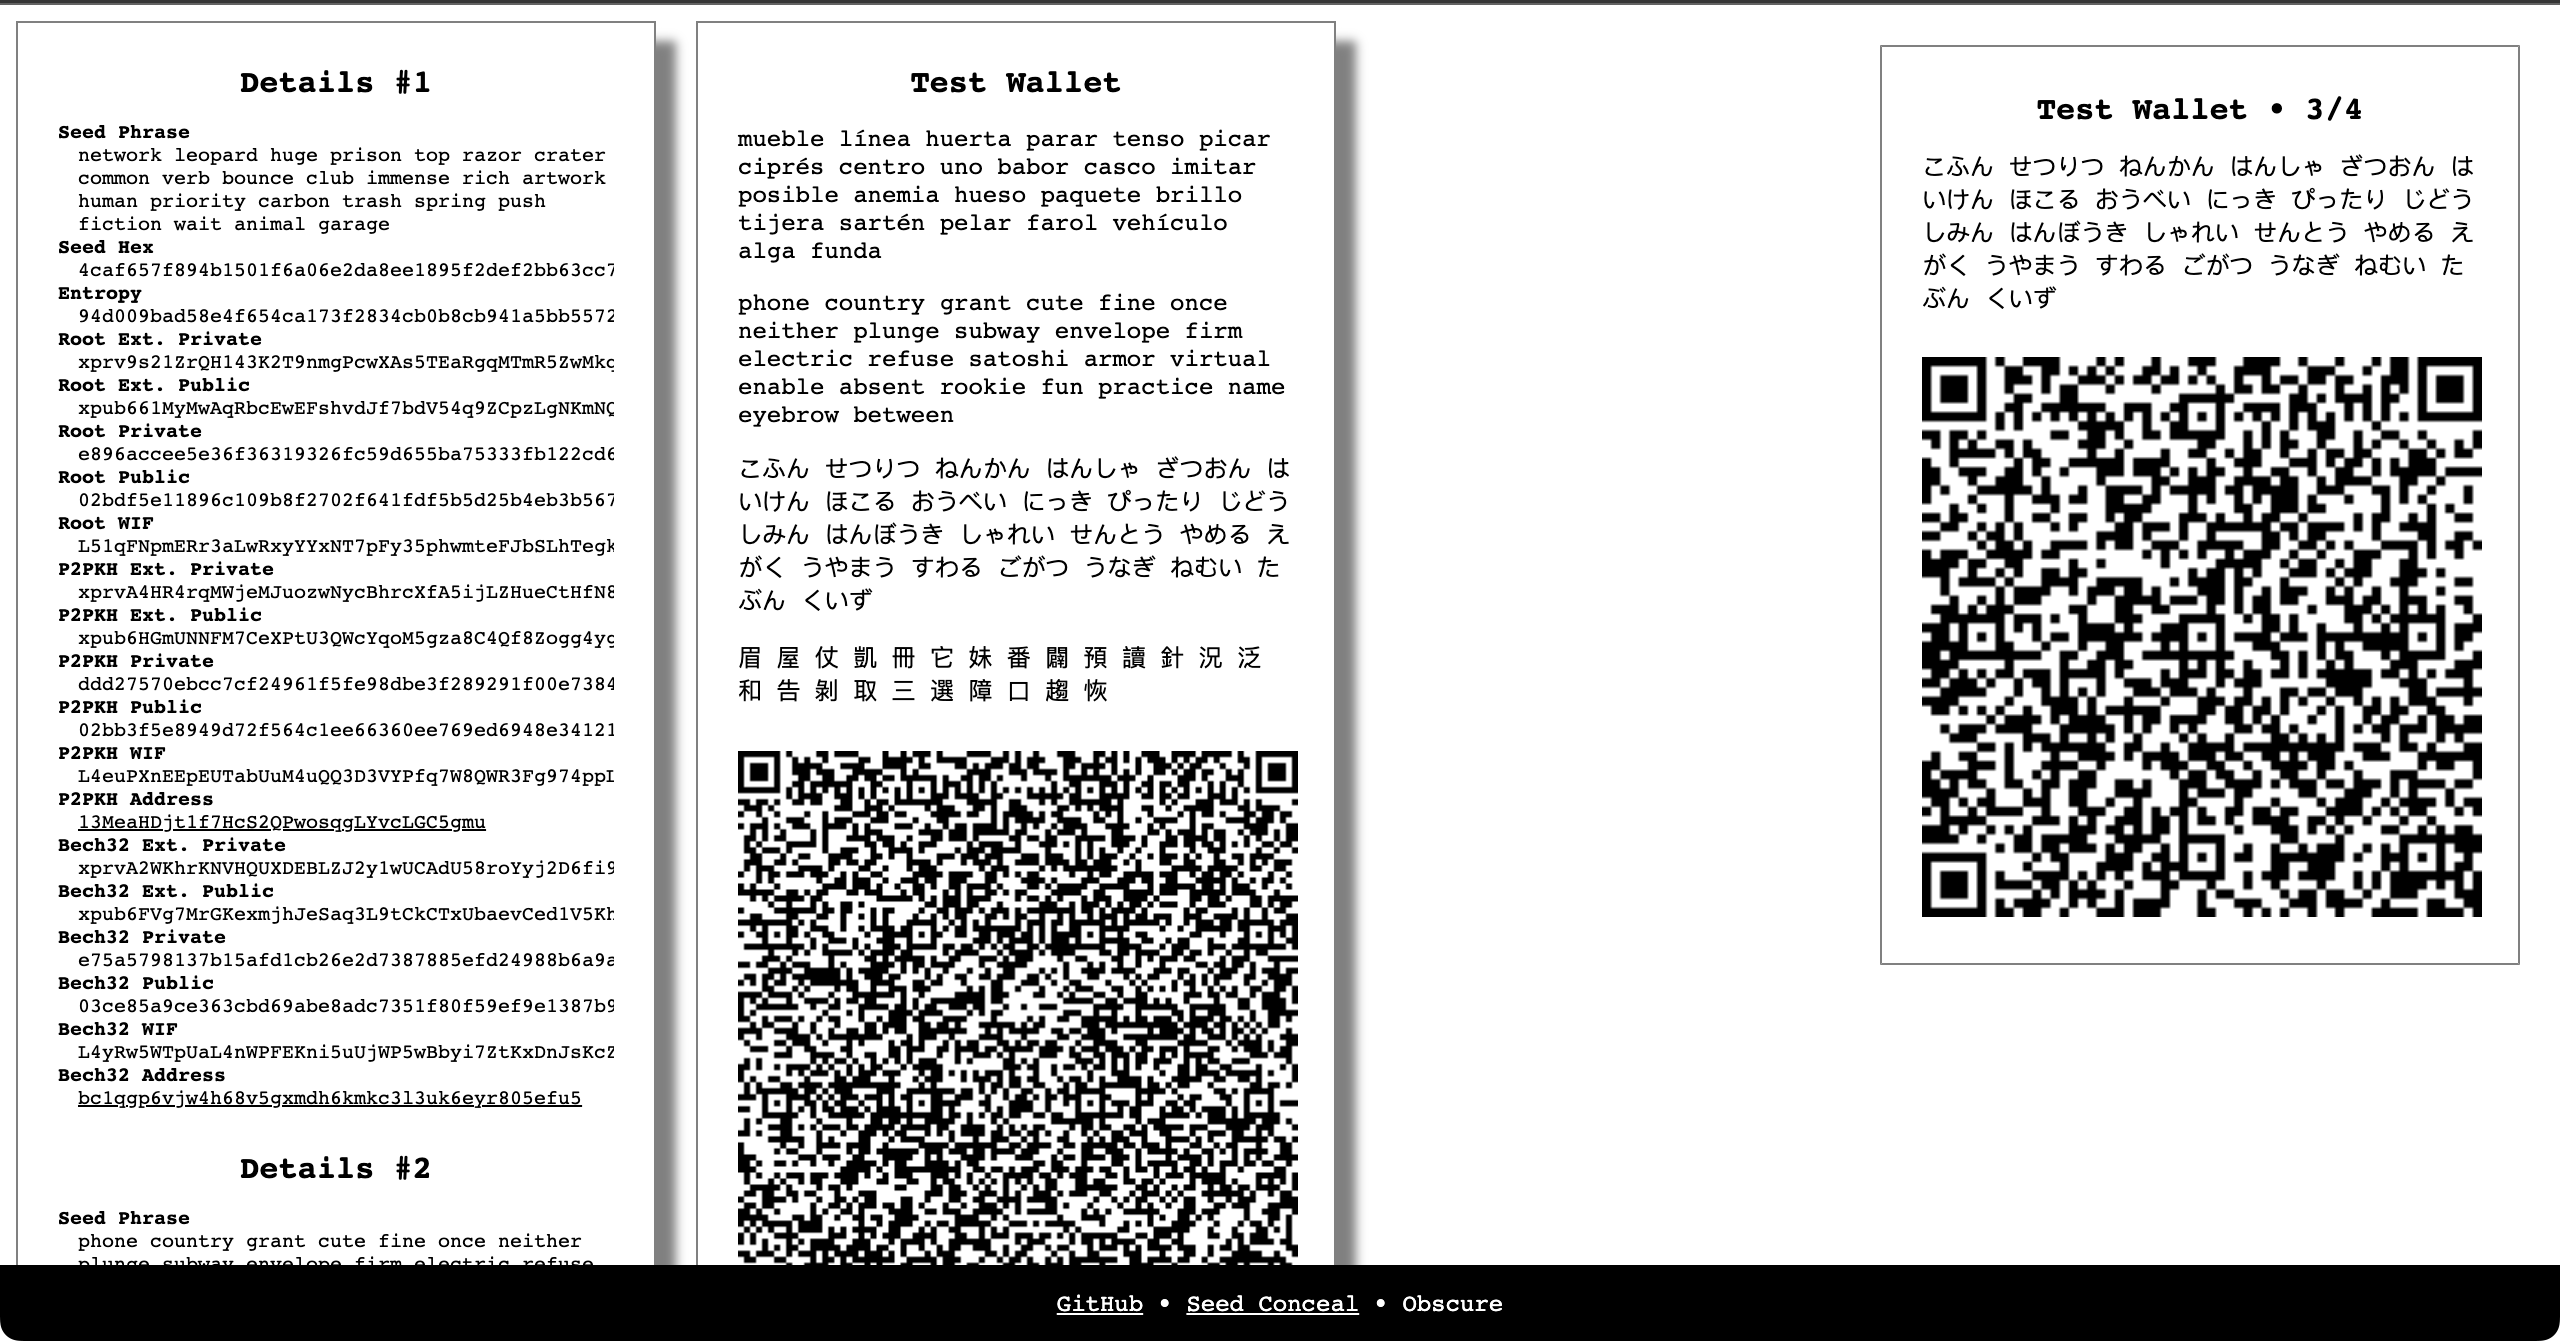 Details #1
Seed Phrase
network leopard huge prison top razor crater
common verb bounce club immense rich artwork
human priority carbon trash spring push
fiction wait animal garage
Seed Hex
4caf657f894b1501f6a06e2da8ee1895f2def2bb63cc7
Entropy
94d009bad58e4f654ca173f2834cb0b8cb941a5bb5572
Root Ext. Private
xprv9s21ZrQH143K2T9nmgPcwXAs5TEaRgqMTmR5ZwMkq
Root Ext. Public
xpub661MyMwAqRbcEwEFshvdJf7bdV54q9ZCpzLgNKmNQ
Root Private
e896accee5e36f36319326fc59d655ba75333fb122cd6
Root Public
02bdf5e11896c109b8f2702f641fdf5b5d25b4eb3b567
Root WIF
L51qFNpmERr3aLwRxyYYxNT7pFy35phwmteFJbSLhTegk
P2PKH Ext. Private
xprvA4HR4rqMWjeMJuozwNycBhrcXfA5ijLZHueCtHfN8
P2PKH Ext. Public
xpub6HGmUNNFM7CeXPtU3QWcYqoM5gza8C4Qf8Zogg4yg
P2PKH Private
ddd27570ebcc7cf24961f5fe98dbe3f289291f00e7384
P2PKH Public
02bb3f5e8949d72f564c1ee66360ee769ed6948e34121
P2PKH WIF
L4euPXnEEpEUTabUuM4uQQ3D3VYPfq7W8QWR3Fg974ppL
P2PKH Address
13MeaHDjt1f7HcS2QPwosqgLYvcLGC5gmu
Bech32 Ext. Private
xprvA2WKhrKNVHQUXDEBLZJ2y1wUCAdU58roYyj2D6fi9
Bech32 Ext. Public
xpub6FVg7MrGKexmjhJeSaq3L9tCkCTxUbaevCed1V5Kh
Bech32 Private
e75a5798137b15afd1cb26e2d7387885efd24988b6a9a
Bech32 Public
03ce85a9ce363cbd69abe8adc7351f80f59ef9e1387b9
Bech32 WIF
L4yRw5WTpUaL4nWPFEKni5uUjWP5wBbyi7ZtKxDnJsKcZ
Bech32 Address
bc1qgp6vjw4h68v5gxmdh6kmkc3l3uk6eyr805efu5
Details #2
Seed Phrase
phone country grant cute fine once neither
plunge subway envelope firm electric refuse
Test Wallet
mueble línea huerta parar tenso picar
ciprés centro uno babor casco imitar
posible anemia hueso paquete brillo
tijera sartén pelar farol vehículo
alga funda
phone country grant cute fine once
neither plunge subway envelope firm
electric refuse satoshi armor virtual
enable absent rookie fun practice name
eyebrow between
こふん せつりつ ねんかん はんしゃ ざつおん は
いけん ほこる おうべい にっき ぴったり じどう
しみん はんぼうき しゃれい せんとう やめる え
がく うやまう すわる ごがつ うなぎ ねむい た
ぶん くいず
眉 屋 仗 凱 冊 它 妹 番 闢 預 讀 針 況 泛
和 告 剝 取 三 選 障 口 趨 恢
Test Wallet • 3/4
こふん せつりつ ねんかん はんしゃ ざつおん は
いけん ほこる おうべい にっき ぴったり じどう
しみん はんぼうき しゃれい せんとう やめる え
がく うやまう すわる ごがつ うなぎ ねむい た
ぶん くいず
GitHub • Seed Conceal • Obscure